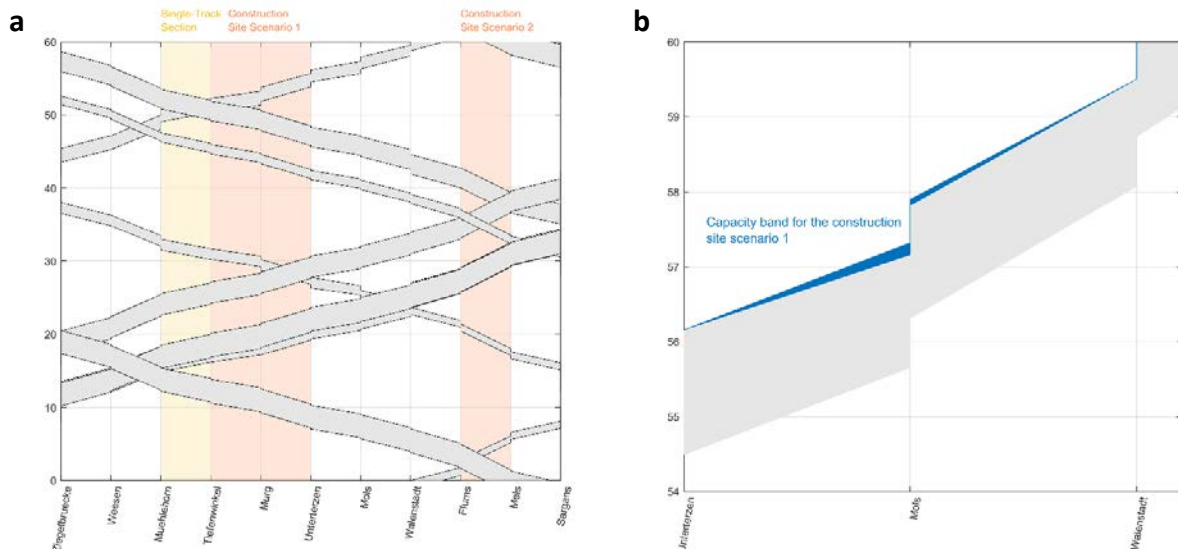 a
Single-Track
Section
Construction
Site Scenario 1
Construction
Site Scenario 2
60
50
40
30
20
10
0
Ziegelbruecke
Weesen
Muehlehorn
Tiefenwinkel
Murg
Unterterzen
Mols
Walenstadt
Flums
Mels
Sargans
b
60
59
58
57
56
55
54
Capacity band for the construction
site scenario 1
Unterterzen
Mols
Walenstadt